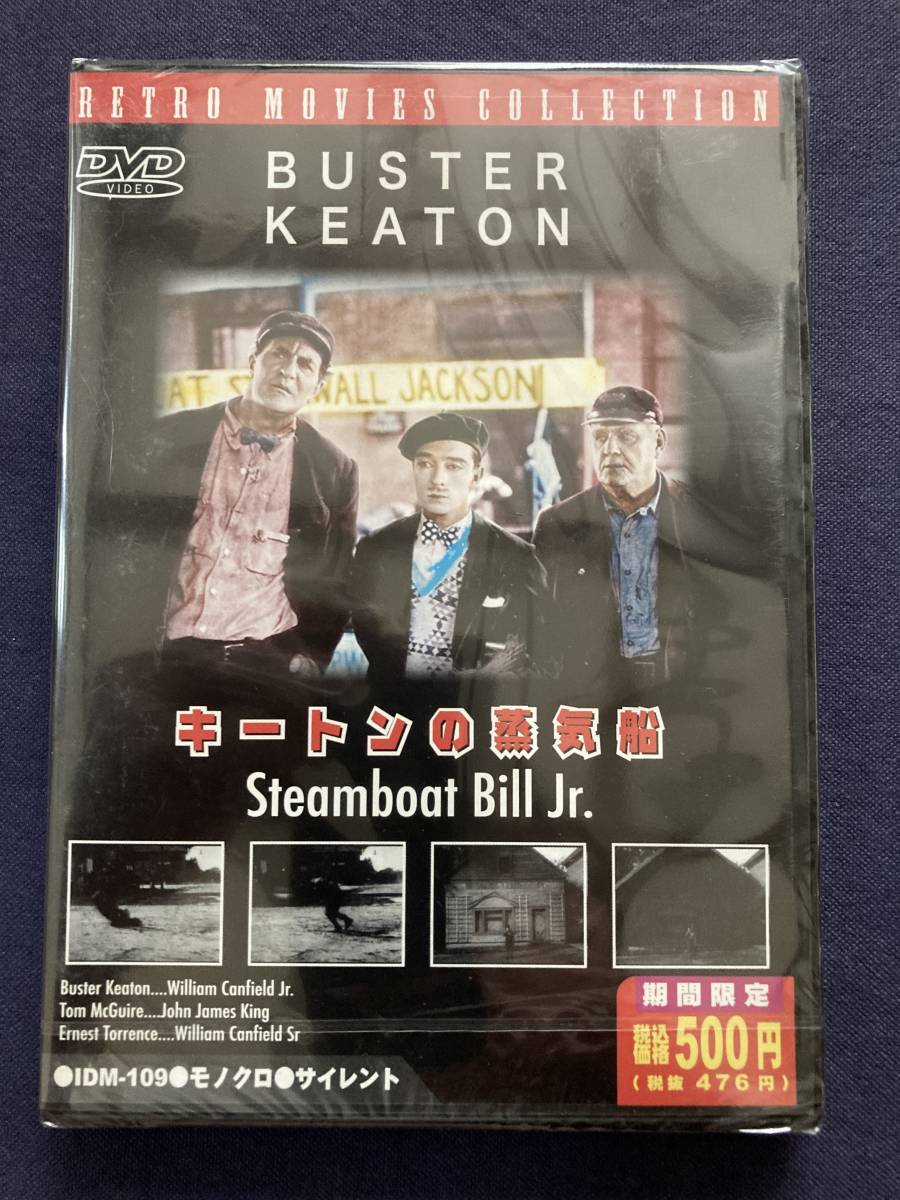 RETRO MOVIES COLLECTION
DVD
VIDEO
BUSTER
KEATON
AT ST WALL JACKSON
キートンの蒸気船
Steamboat Bill Jr.
Buster Keaton....William Canfield Jr.
Tom McGuire....John James King
Ernest Torrence....William Canfield Sr
●IDM-109●モノクロ●サイレント
期間限定
税込価格500円
(税抜 476円)